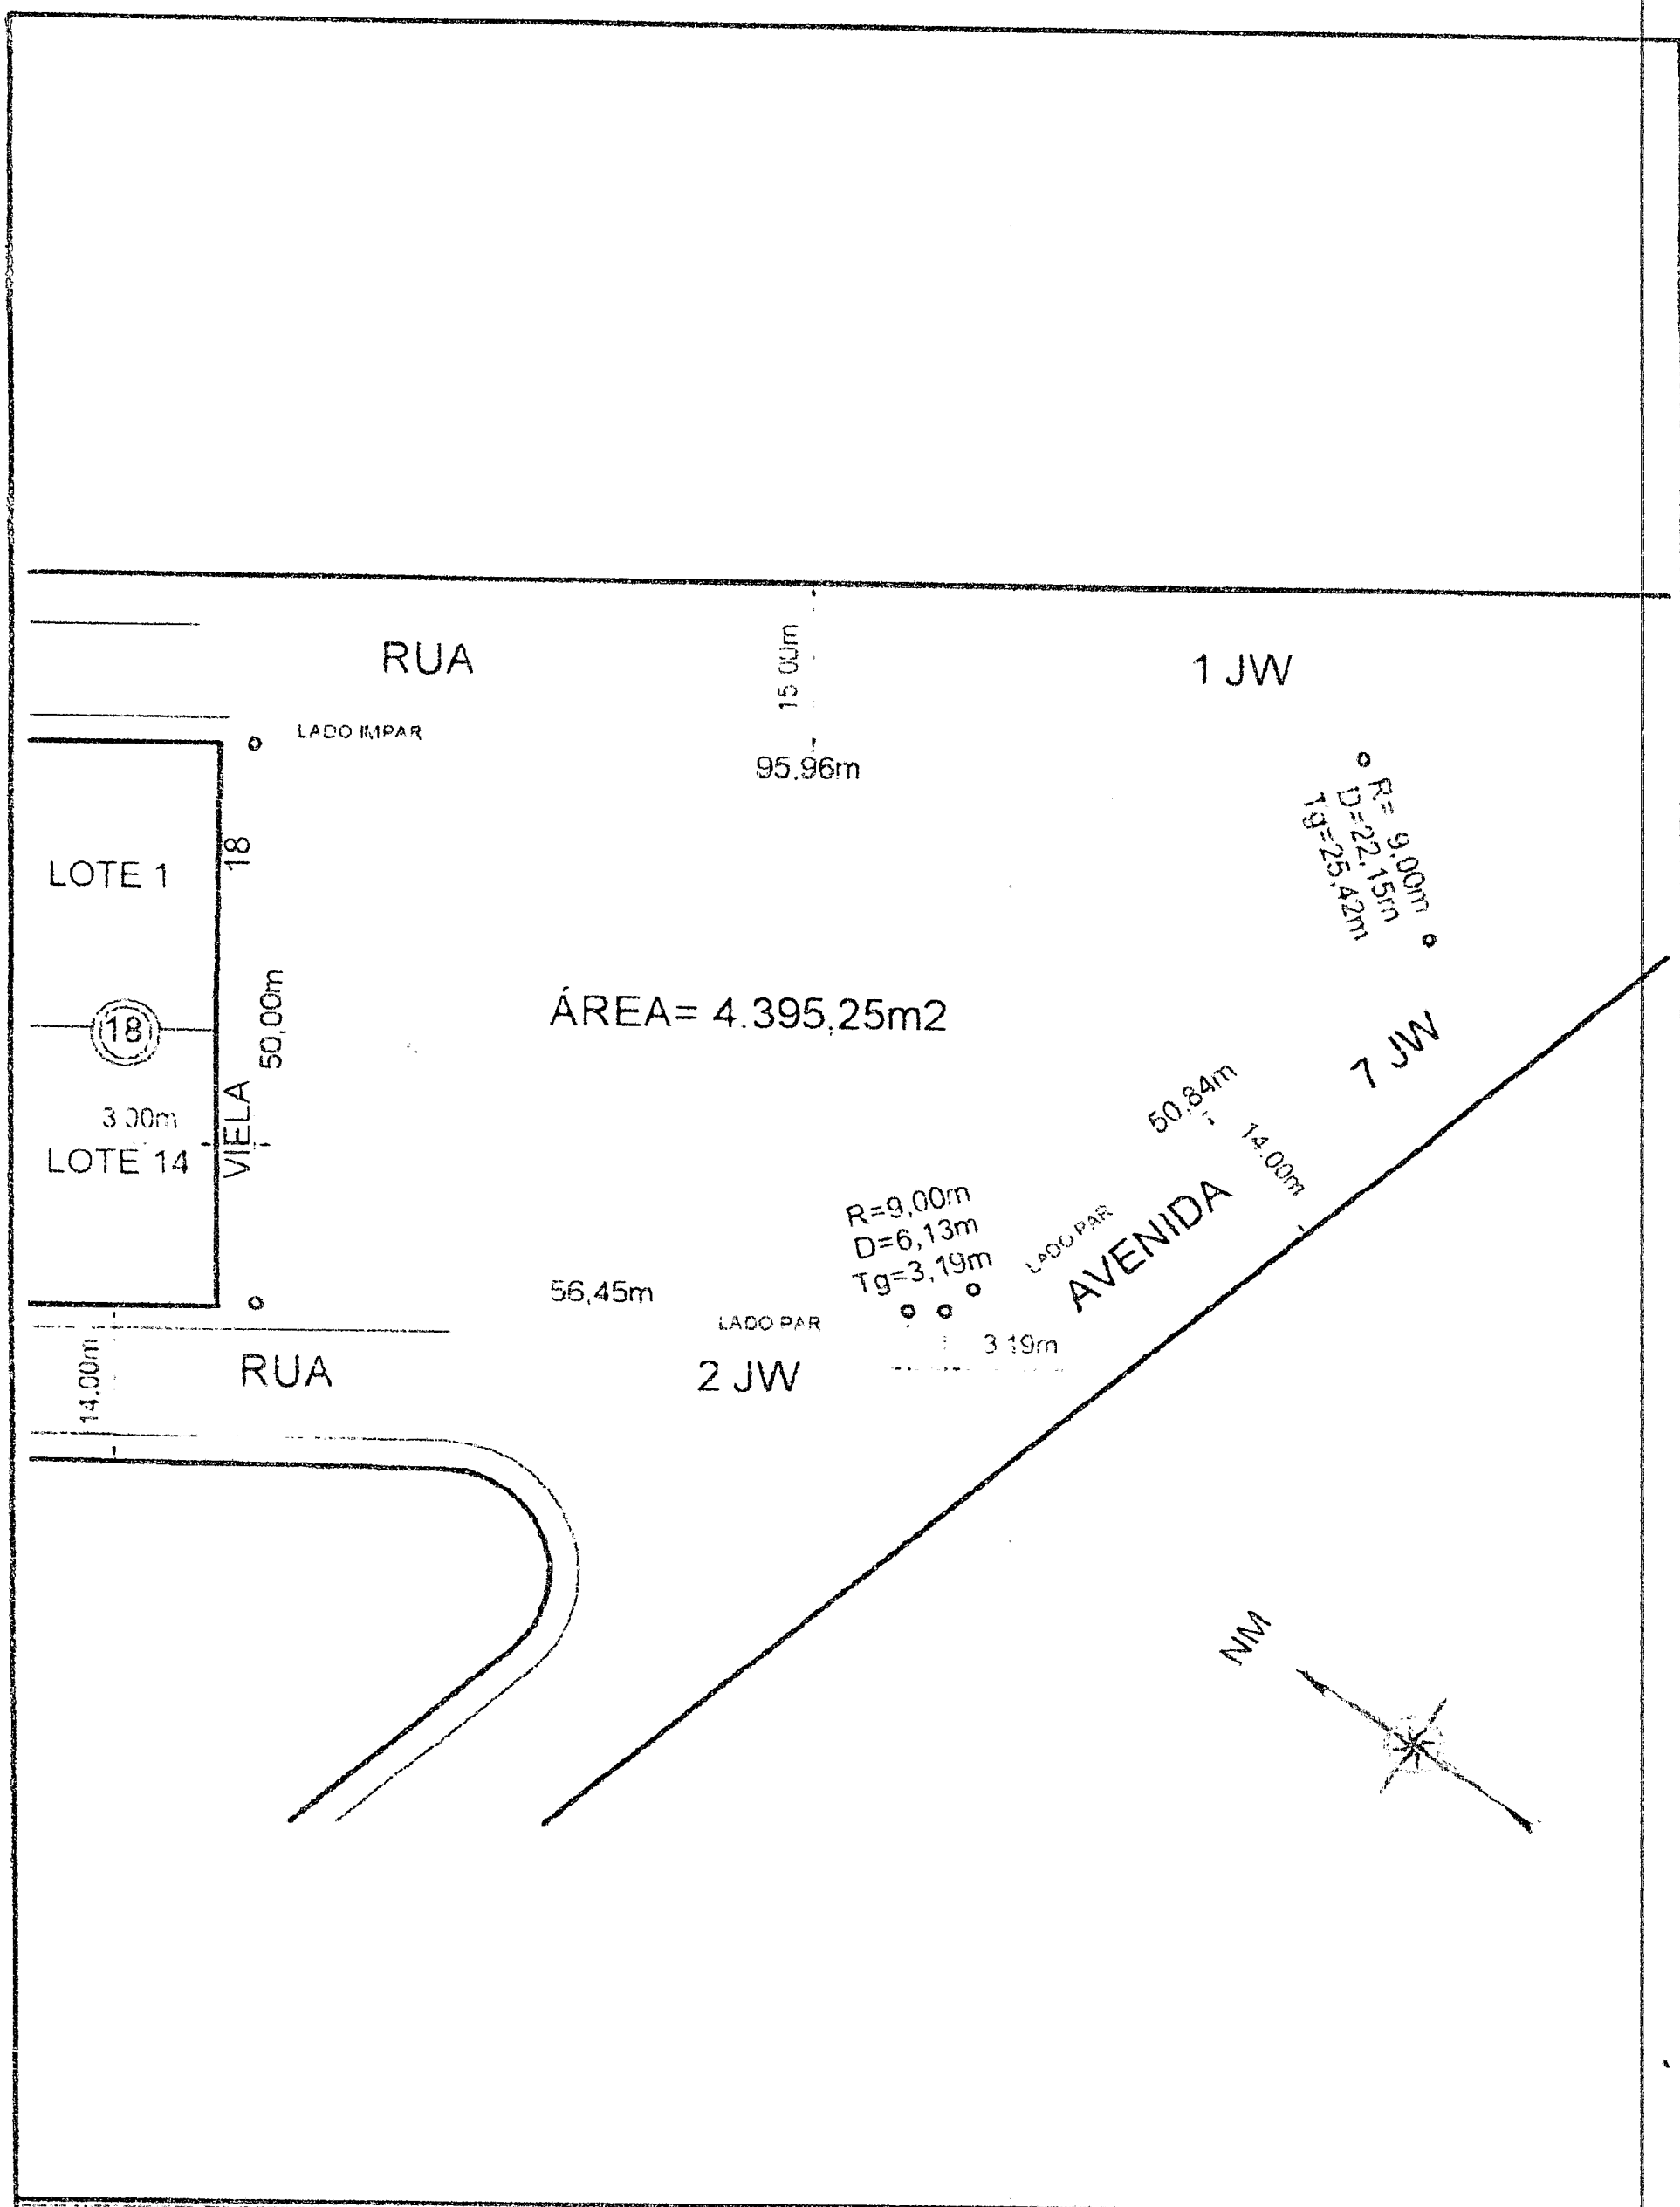 RUA
1 JW
15 00m
LADO IMPAR
95.96m
R= 9,00m
D=22,15m
Tg=25,42m
LOTE 1
18
ÁREA= 4.395,25m2
50,00m
18
7 JW
50,84m
14.00m
3 00m
VIELA
LOTE 14
R=9,00m
D=6,13m
Tg=3,19m
LADO PAR
AVENIDA
56,45m
LADO PAR
3 19m
14.00m
RUA
2 JW
NM